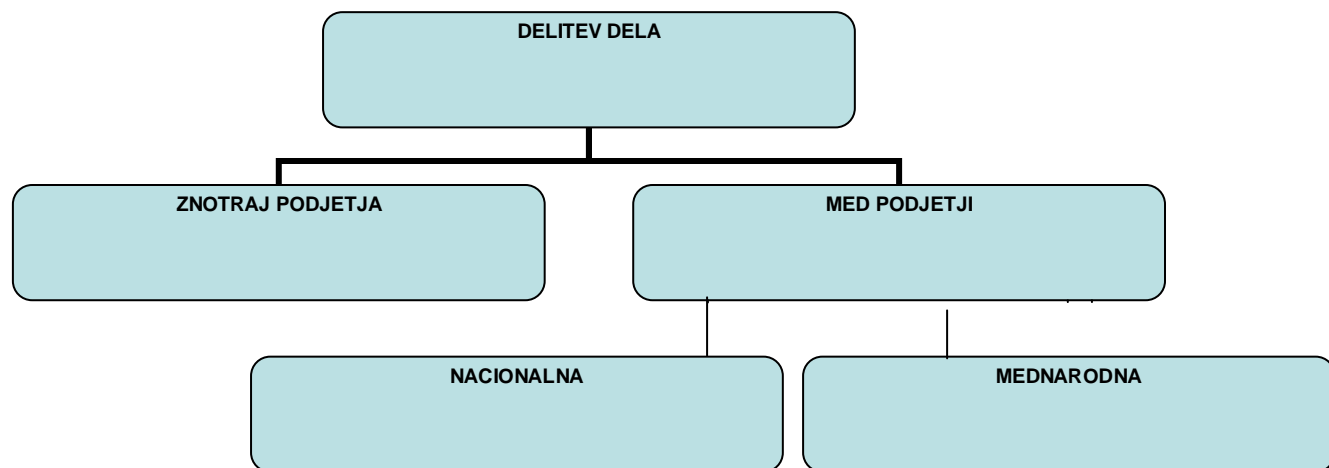 DELITEV DELA
ZNOTRAJ PODJETJA
MED PODJETJI
NACIONALNA
MEDNARODNA